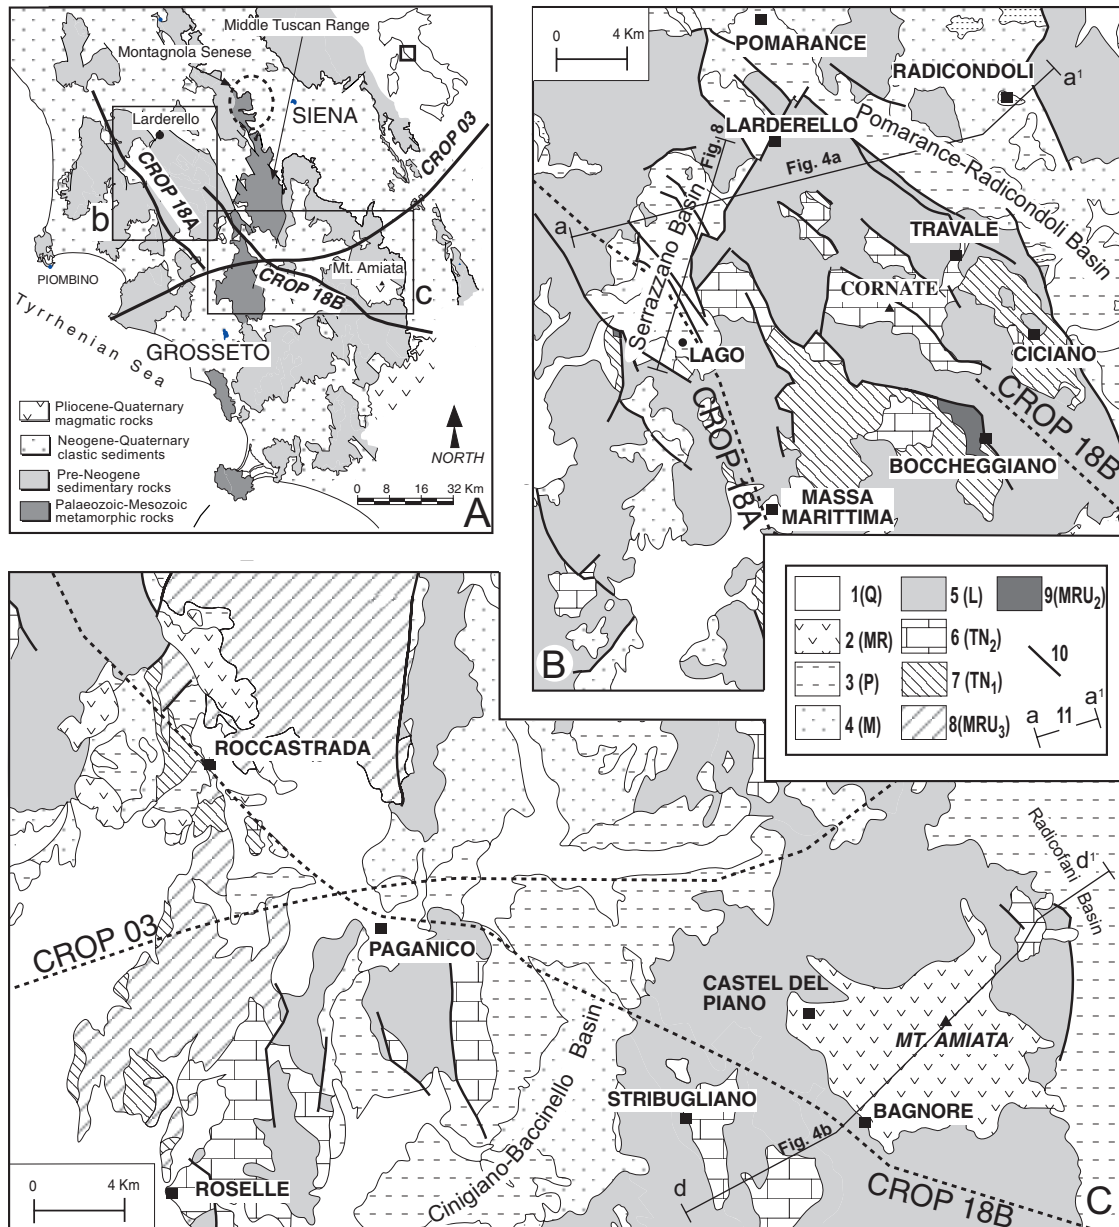 Middle Tuscan Range
Montagnola Senese
SIENA
Larderello
CROP 03
CROP 18A
b
PIOMBINO
Mt. Amiata
CROP 18B
C
Tyrrhenian Sea
GROSSETO
Pliocene-Quaternary
magmatic rocks
Neogene-Quaternary
clastic sediments
Pre-Neogene
sedimentary rocks
Palaeozoic-Mesozoic
metamorphic rocks
NORTH
0 8 16 24 32 Km
A
0 4 Km
POMARANCE
RADICONDOLI
a¹
LARDERELLO
Pomarance-Radicondoli Basin
Fig. 8
Fig. 4a
a
Serrazzano Basin
TRAVALE
CORNATE
LAGO
CICIANO
CROP 18A
CROP 18B
BOCCHEGGIANO
MASSA
MARITTIMA
B
1(Q)
2 (MR)
3 (P)
4 (M)
5 (L)
6 (TN₂)
7 (TN₁)
8(MRU₃)
9(MRU₂)
10
a 11 a¹
ROCCASTRADA
CROP 03
PAGANICO
Radicofani Basin
d¹
CASTEL DEL
PIANO
MT. AMIATA
Cinigiano-Baccinello Basin
STRIBUGLIANO
BAGNORE
Fig. 4b
d
ROSELLE
CROP 18B
0 4 Km
C